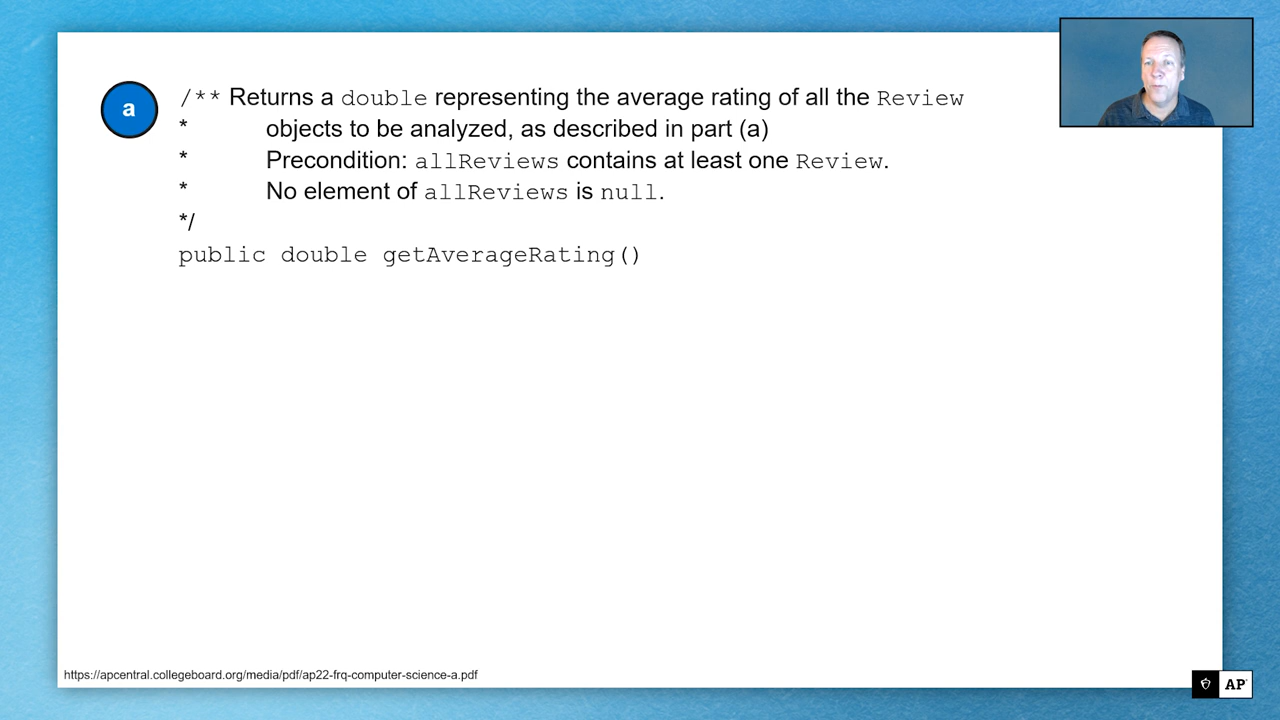 a
/** Returns a double representing the average rating of all the Review
* objects to be analyzed, as described in part (a)
* Precondition: allReviews contains at least one Review.
* No element of allReviews is null.
*/
public double getAverageRating()
https://apcentral.collegeboard.org/media/pdf/ap22-frq-computer-science-a.pdf
AP